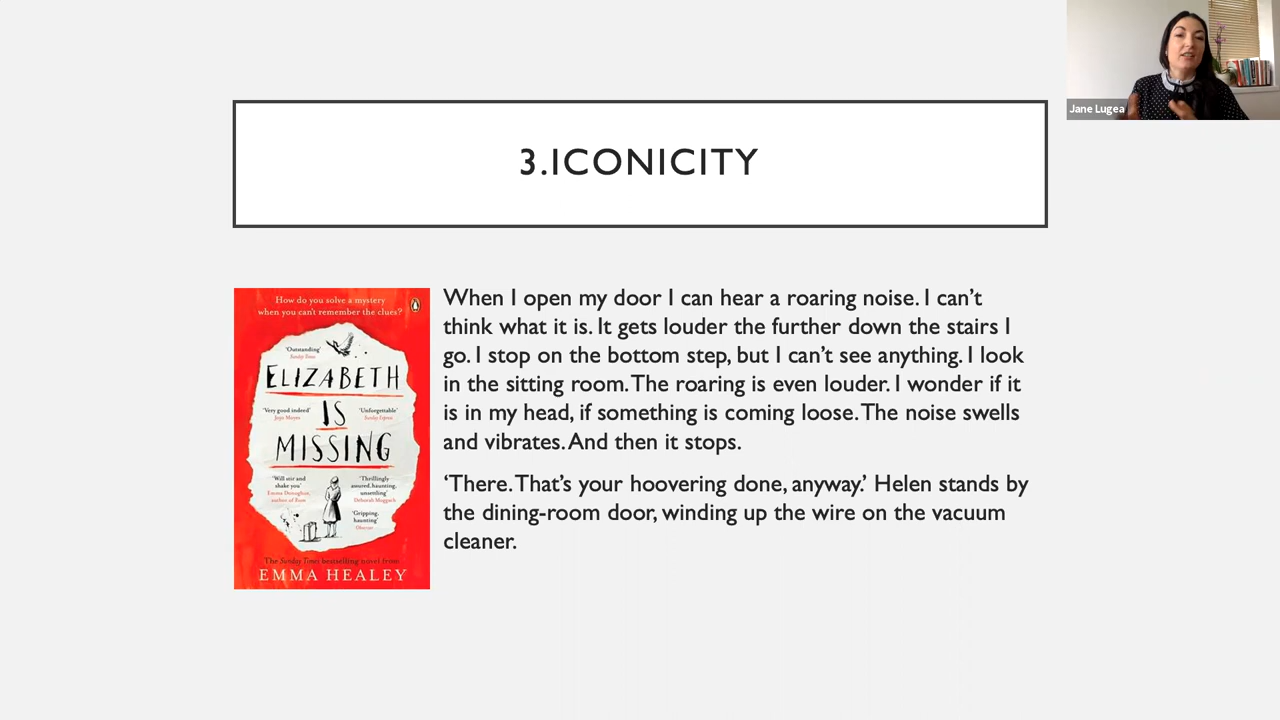 Jane Lugea
3.ICONICITY
How do you solve a mystery
when you can't remember the clues?
'Outstanding'
Sunday Times
ELIZABETH
'Very good indeed'
Jojo Moyes
IS
'Unforgettable'
Sunday Express
MISSING
'Will stir and
shake you'
Emma Donoghue,
author of Room
'Thrillingly
assured, haunting,
unsettling'
Deborah Moggach
'Gripping,
haunting'
Observer
The Sunday Times bestselling novel from
EMMA HEALEY
When I open my door I can hear a roaring noise. I can’t
think what it is. It gets louder the further down the stairs I
go. I stop on the bottom step, but I can’t see anything. I look
in the sitting room. The roaring is even louder. I wonder if it
is in my head, if something is coming loose. The noise swells
and vibrates. And then it stops.
‘There. That’s your hoovering done, anyway.’ Helen stands by
the dining-room door, winding up the wire on the vacuum
cleaner.